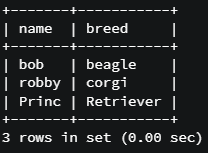 +-------+-----------+
| name  | breed     |
+-------+-----------+
| bob   | beagle    |
| robby | corgi     |
| Princ | Retriever |
+-------+-----------+
3 rows in set (0.00 sec)